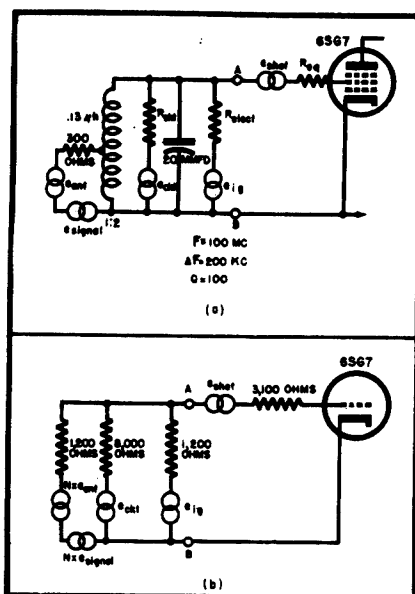 6SG7
A
e shot
R eq
.13 μh
300
OHMS
R ckt
20 MMFD
R elect
e ant
e ckt
e ig
e signal
1:2
B
F=100 MC
ΔF=200 KC
Q=100
(a)
6SG7
A
e shot
3,100 OHMS
1,200
OHMS
8,000
OHMS
1,200
OHMS
N×e ant
e ckt
e ig
N×e signal
B
(b)